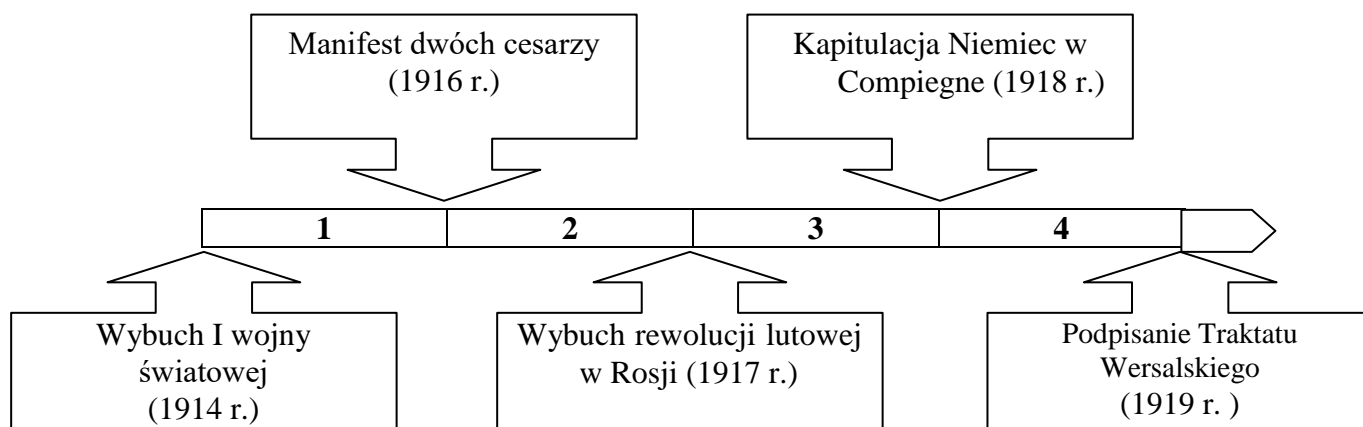 Manifest dwóch cesarzy
(1916 r.)
Kapitulacja Niemiec w
Compiegne (1918 r.)
1
2
3
4
Wybuch I wojny
światowej
(1914 r.)
Wybuch rewolucji lutowej
w Rosji (1917 r.)
Podpisanie Traktatu
Wersalskiego
(1919 r. )